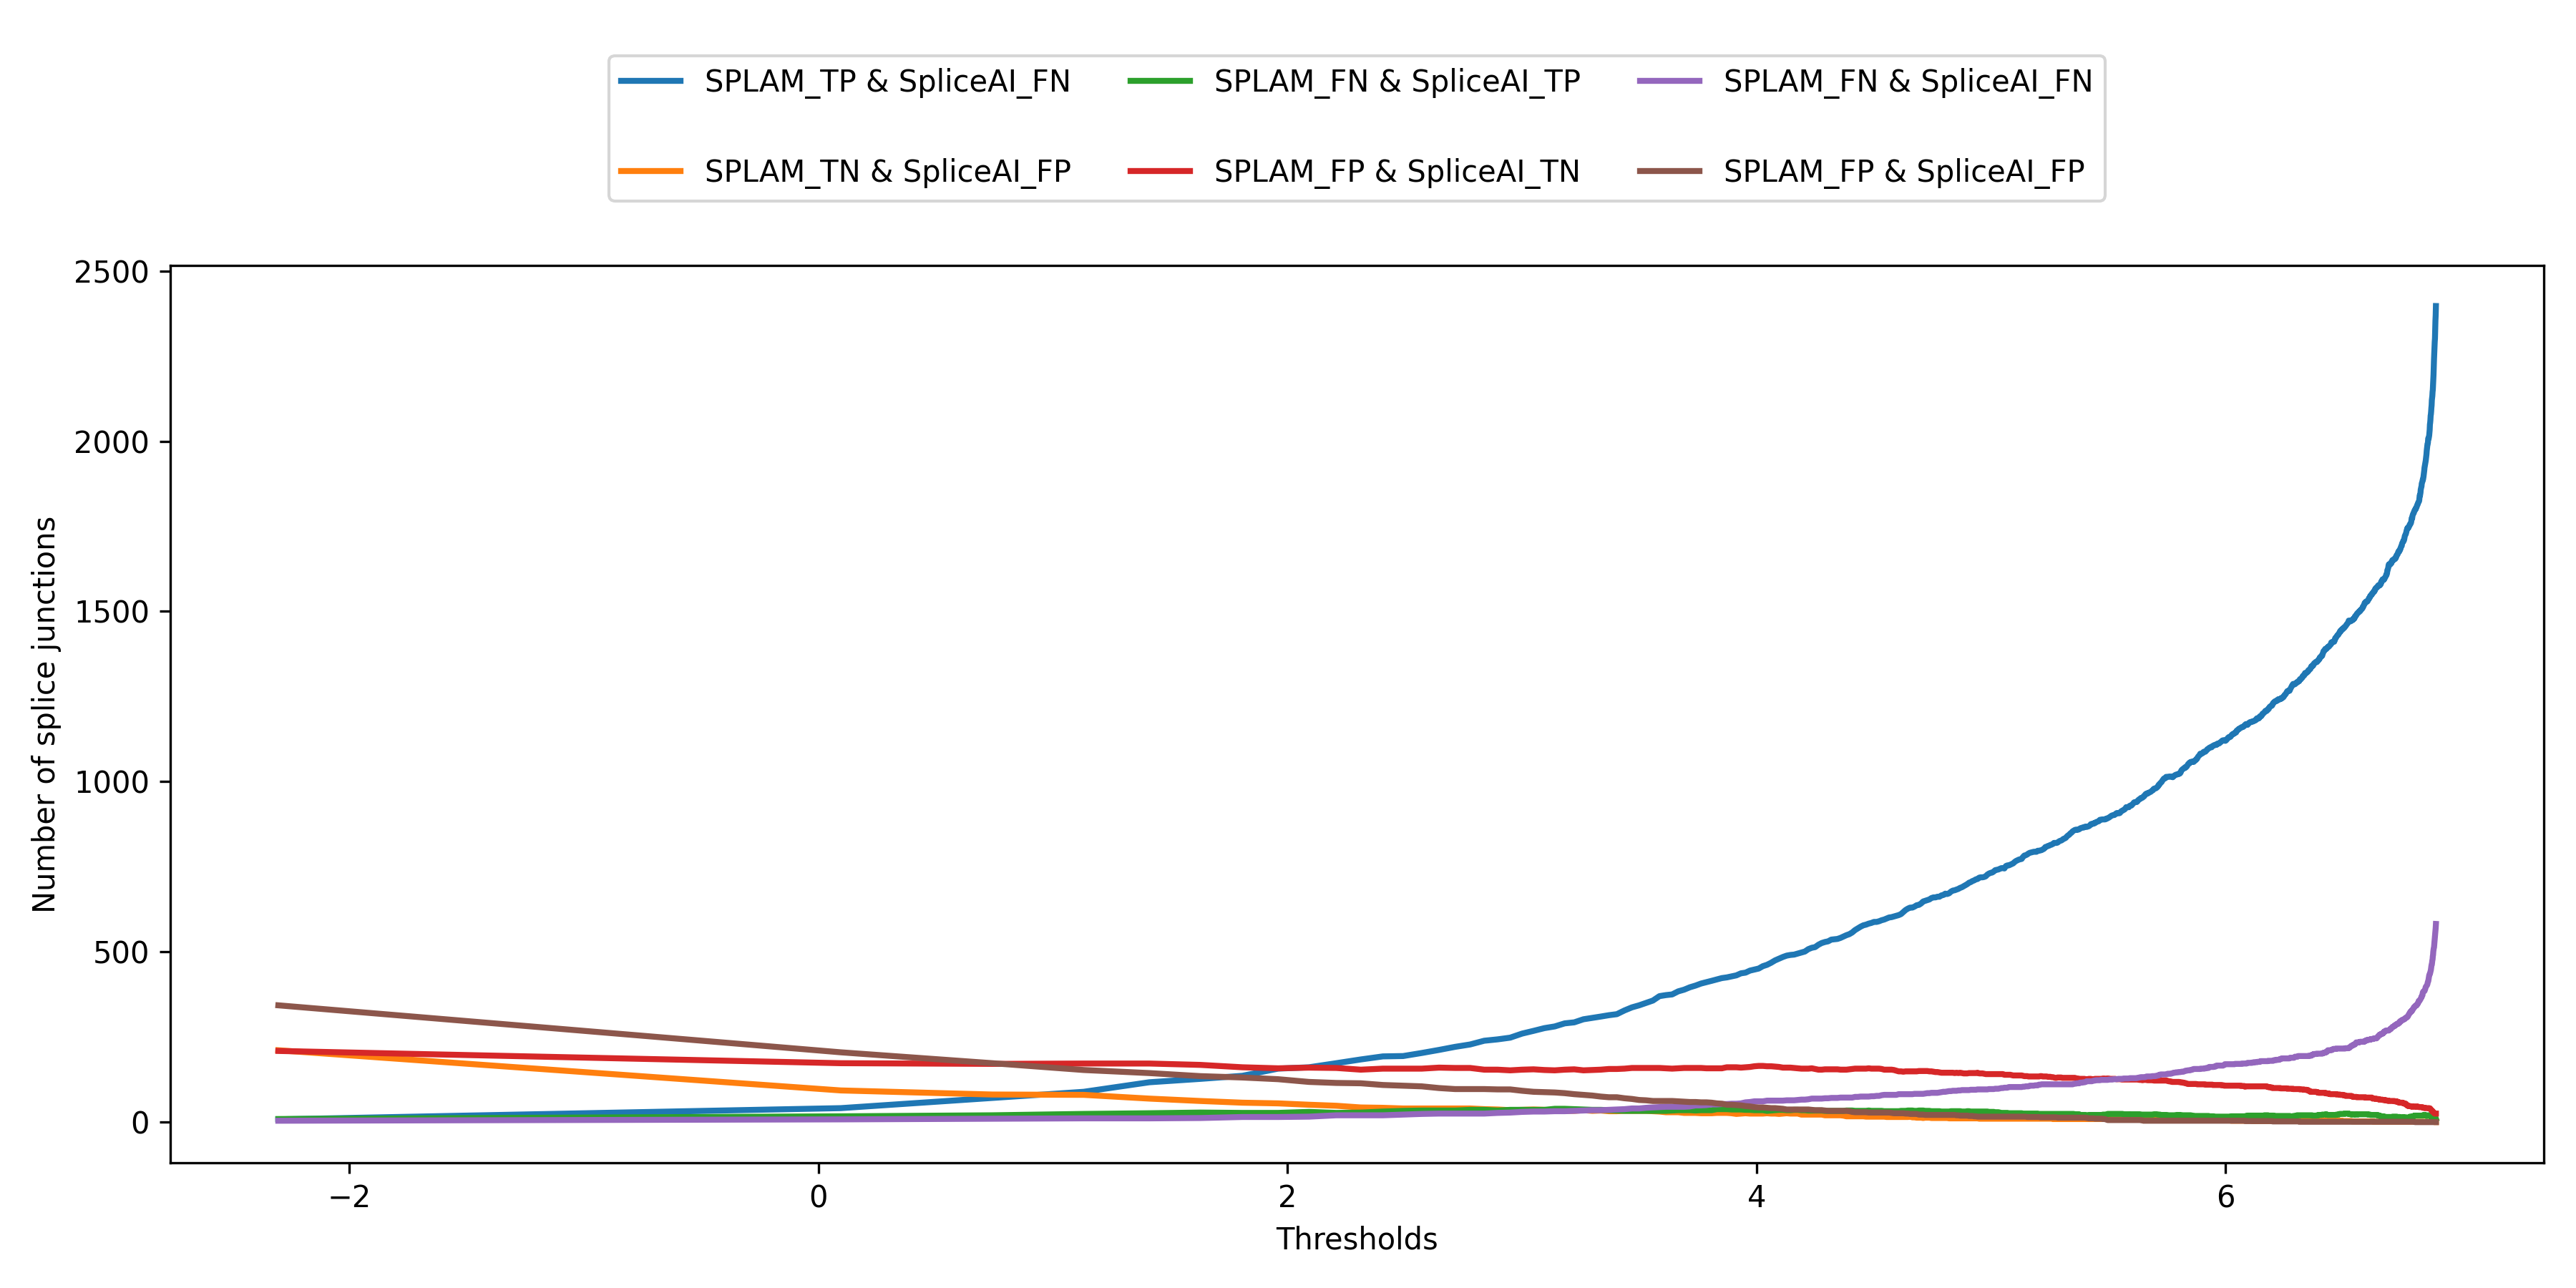 SPLAM_TP & SpliceAI_FN SPLAM_FN & SpliceAI_TP SPLAM_FN & SpliceAI_FN
SPLAM_TN & SpliceAI_FP SPLAM_FP & SpliceAI_TN SPLAM_FP & SpliceAI_FP
2500
2000
1500
1000
500
0
Number of splice junctions
−2 0 2 4 6
Thresholds